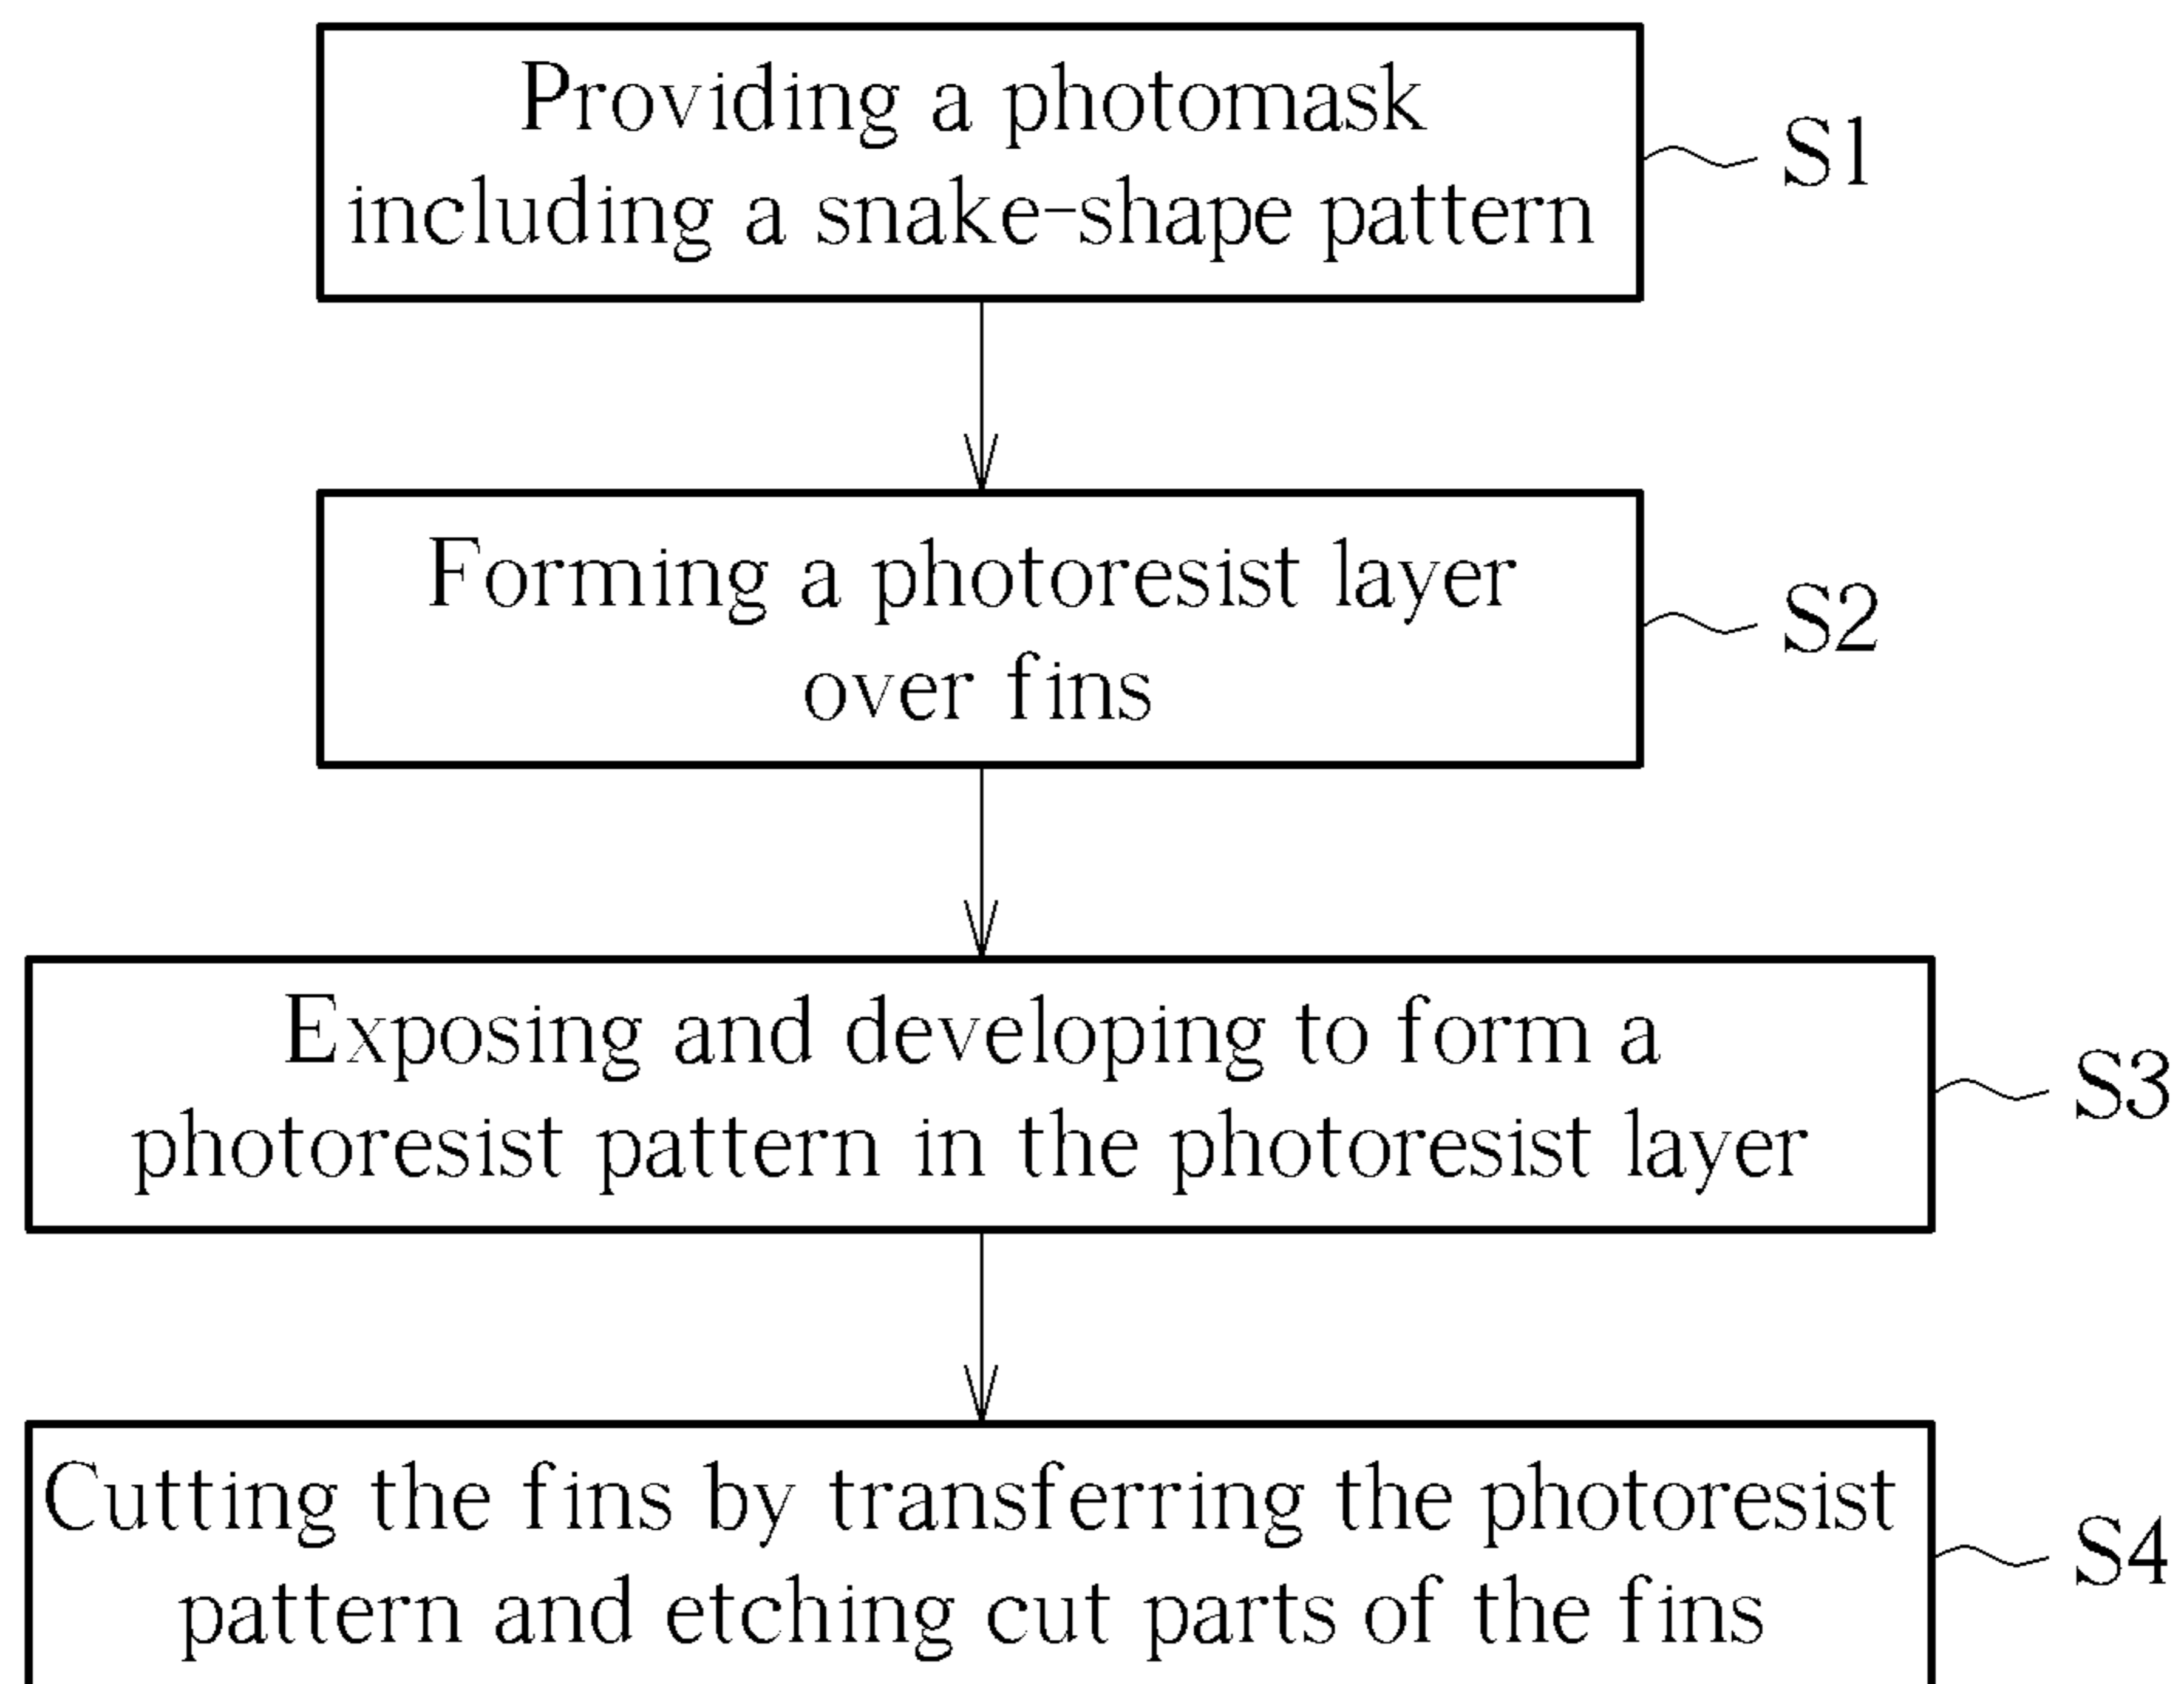 Providing a photomask
including a snake-shape pattern
S1
Forming a photoresist layer
over fins
S2
Exposing and developing to form a
photoresist pattern in the photoresist layer
S3
Cutting the fins by transferring the photoresist
pattern and etching cut parts of the fins
S4